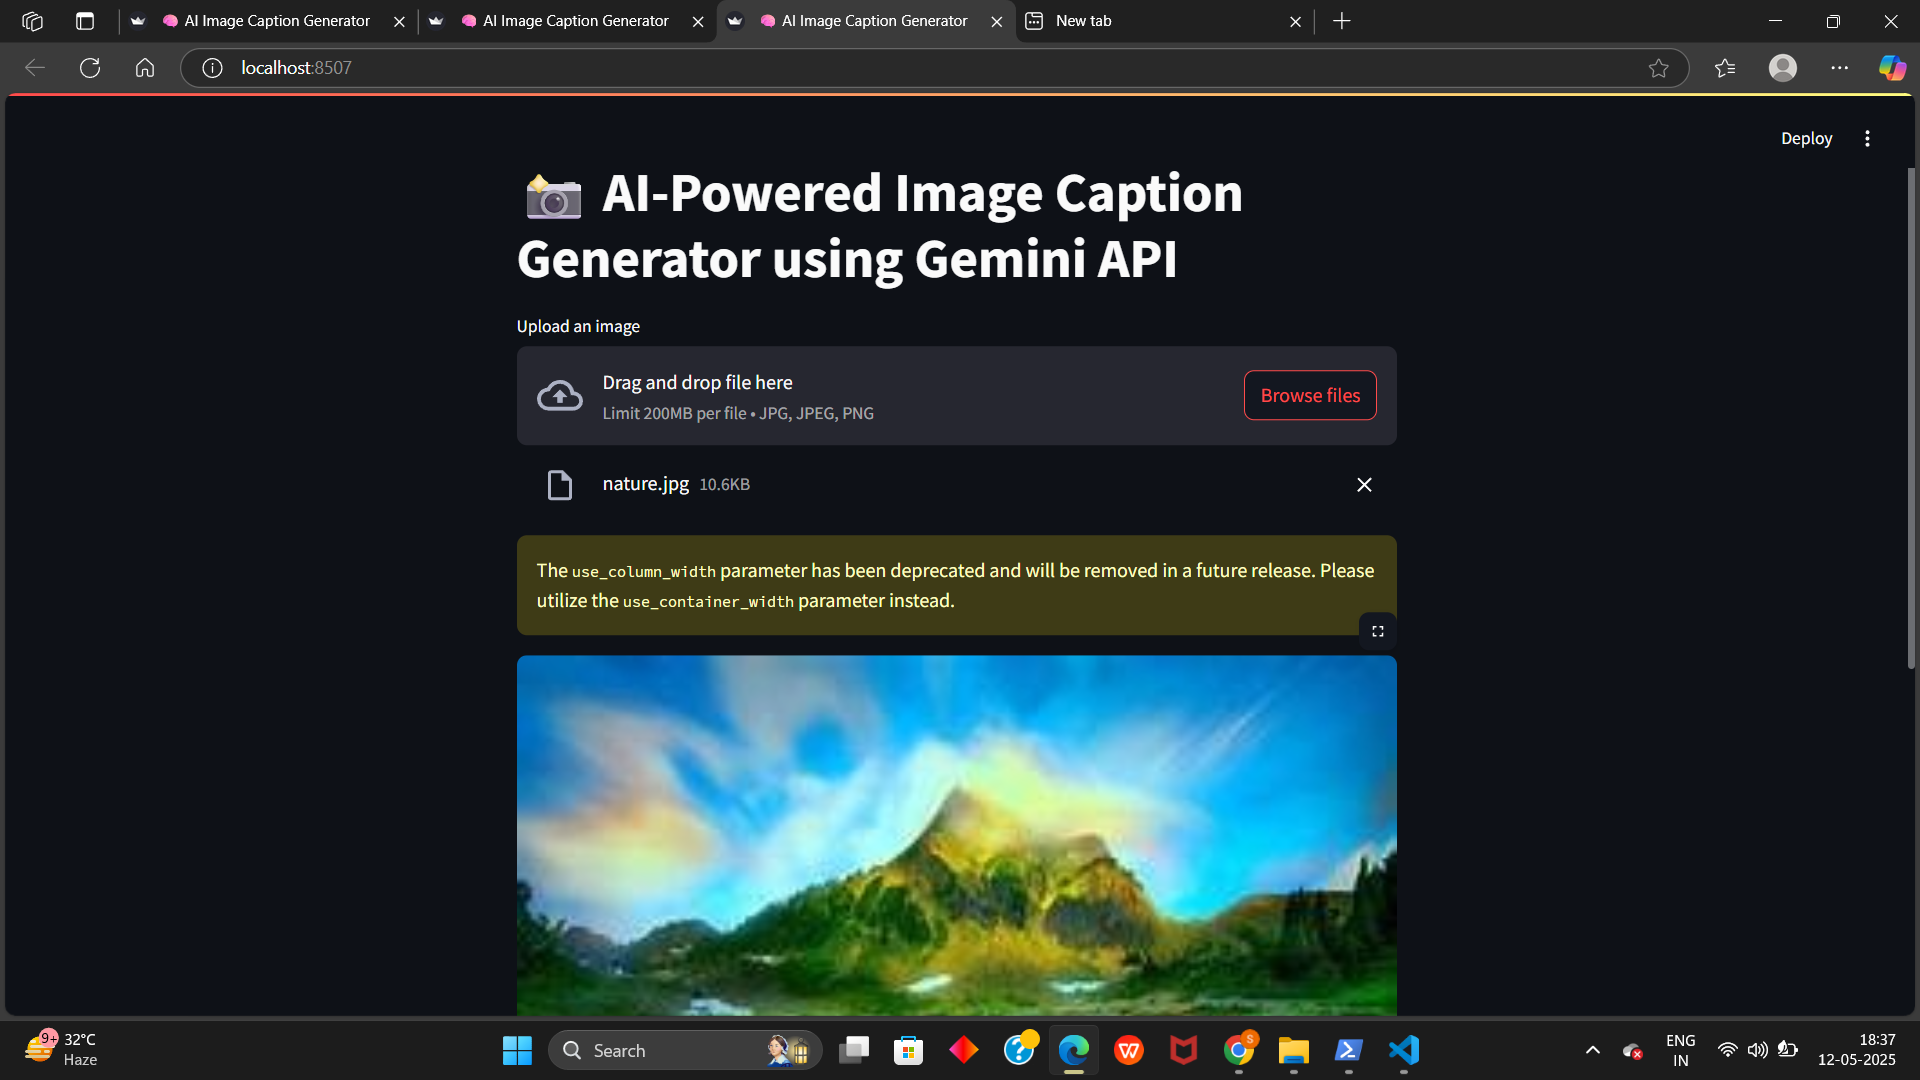 AI Image Caption Generator
AI Image Caption Generator
AI Image Caption Generator
New tab
localhost:8507
Deploy
AI-Powered Image Caption
Generator using Gemini API
Upload an image
Drag and drop file here
Limit 200MB per file • JPG, JPEG, PNG
Browse files
nature.jpg 10.6KB
The use_column_width parameter has been deprecated and will be removed in a future release. Please
utilize the use_container_width parameter instead.
9+
32°C
Haze
Search
S
ENG
IN
18:37
12-05-2025